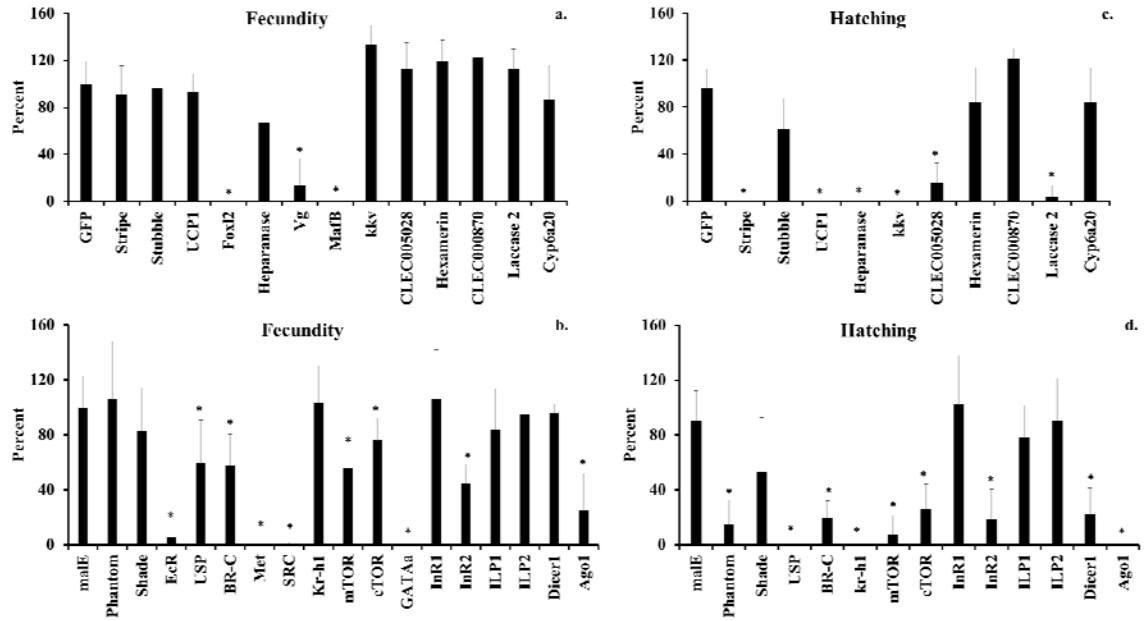 Fecundity
a.
Percent
160
120
80
40
0
*
*
*
GFP
Stripe
Stubble
UCP1
Foxl2
Heparanase
Vg
MafB
kkv
CLEC005028
Hexamerin
CLEC000870
Laccase 2
Cyp6a20
Hatching
c.
Percent
160
120
80
40
0
*
*
*
*
*
*
GFP
Stripe
Stubble
UCP1
Heparanase
kkv
CLEC005028
Hexamerin
CLEC000870
Laccase 2
Cyp6a20
Fecundity
b.
Percent
160
120
80
40
0
*
*
*
*
*
*
*
*
*
*
malE
Phantom
Shade
EcR
USP
BR-C
Met
SRC
Kr-h1
mTOR
cTOR
GATAa
InR1
InR2
ILP1
ILP2
Dicer1
Ago1
Hatching
d.
Percent
160
120
80
40
0
*
*
*
*
*
*
*
*
*
malE
Phantom
Shade
USP
BR-C
kr-h1
mTOR
cTOR
InR1
InR2
ILP1
ILP2
Dicer1
Ago1